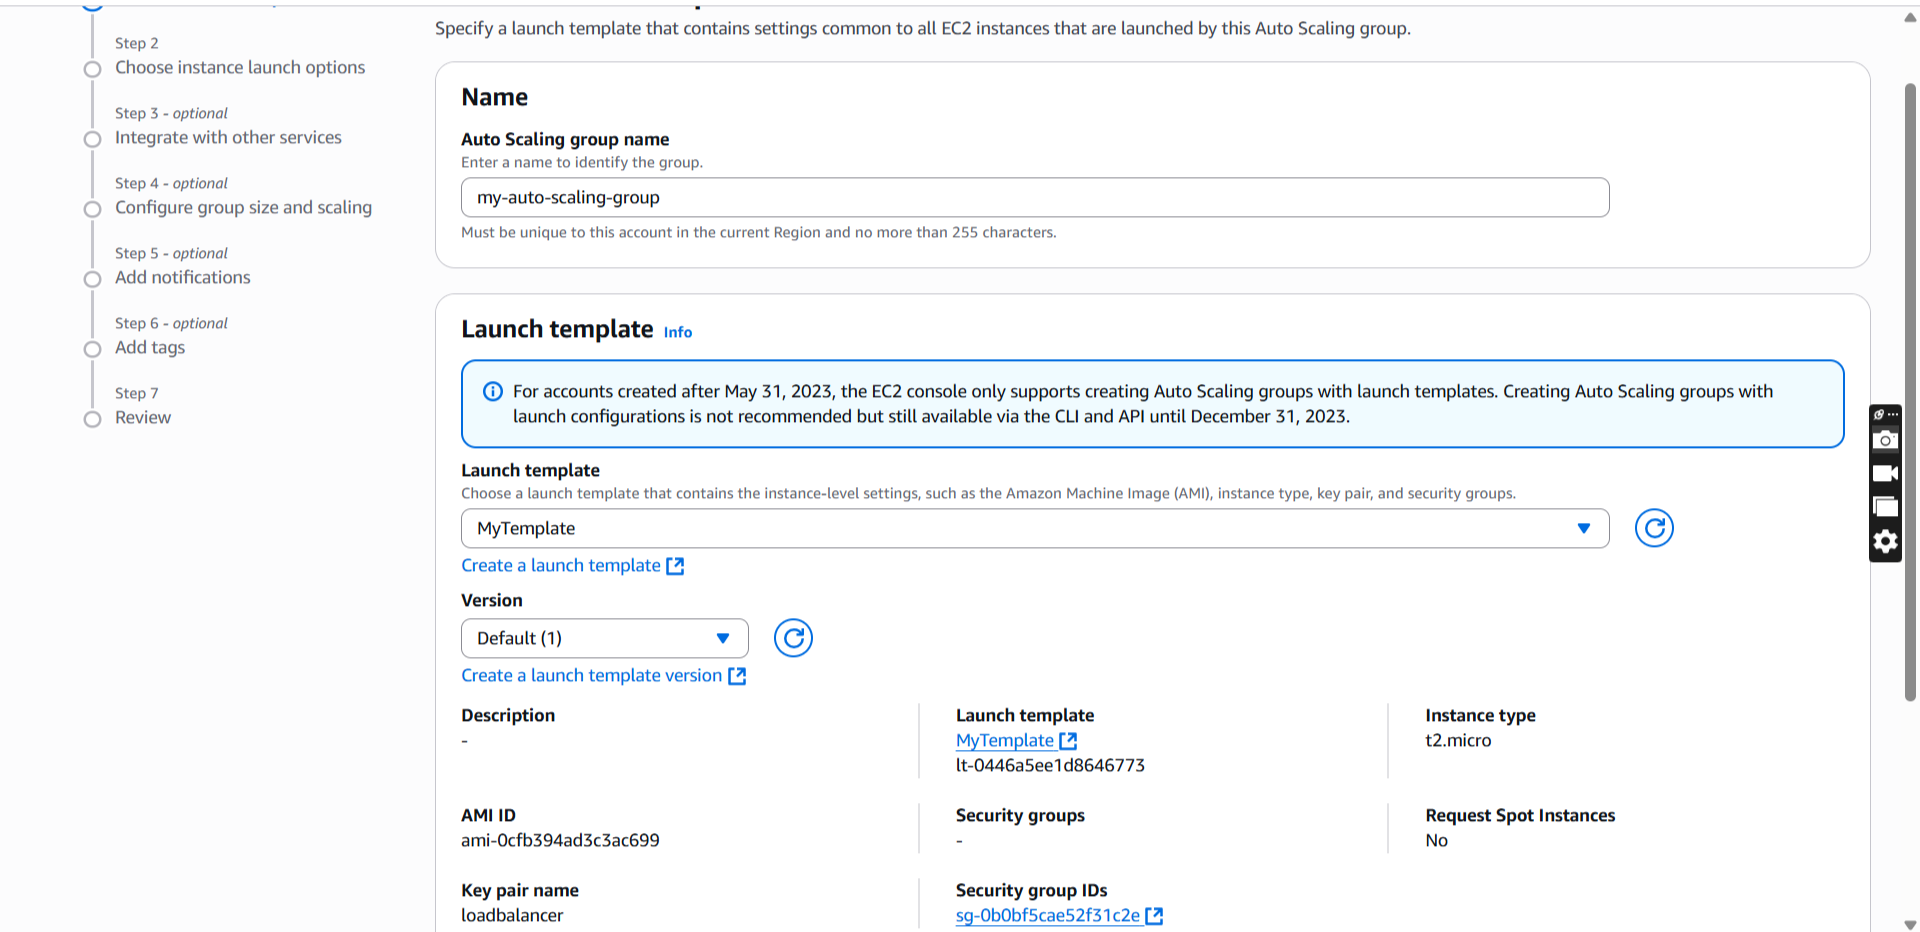 Specify a launch template that contains settings common to all EC2 instances that are launched by this Auto Scaling group.
Step 2
Choose instance launch options
Step 3 - optional
Integrate with other services
Step 4 - optional
Configure group size and scaling
Step 5 - optional
Add notifications
Step 6 - optional
Add tags
Step 7
Review
Name
Auto Scaling group name
Enter a name to identify the group.
my-auto-scaling-group
Must be unique to this account in the current Region and no more than 255 characters.
Launch template Info
For accounts created after May 31, 2023, the EC2 console only supports creating Auto Scaling groups with launch templates. Creating Auto Scaling groups with
launch configurations is not recommended but still available via the CLI and API until December 31, 2023.
Launch template
Choose a launch template that contains the instance-level settings, such as the Amazon Machine Image (AMI), instance type, key pair, and security groups.
MyTemplate
Create a launch template
Version
Default (1)
Create a launch template version
Description
-
Launch template
MyTemplate
lt-0446a5ee1d8646773
Instance type
t2.micro
AMI ID
ami-0cfb394ad3c3ac699
Security groups
-
Request Spot Instances
No
Key pair name
loadbalancer
Security group IDs
sg-0b0bf5cae52f31c2e